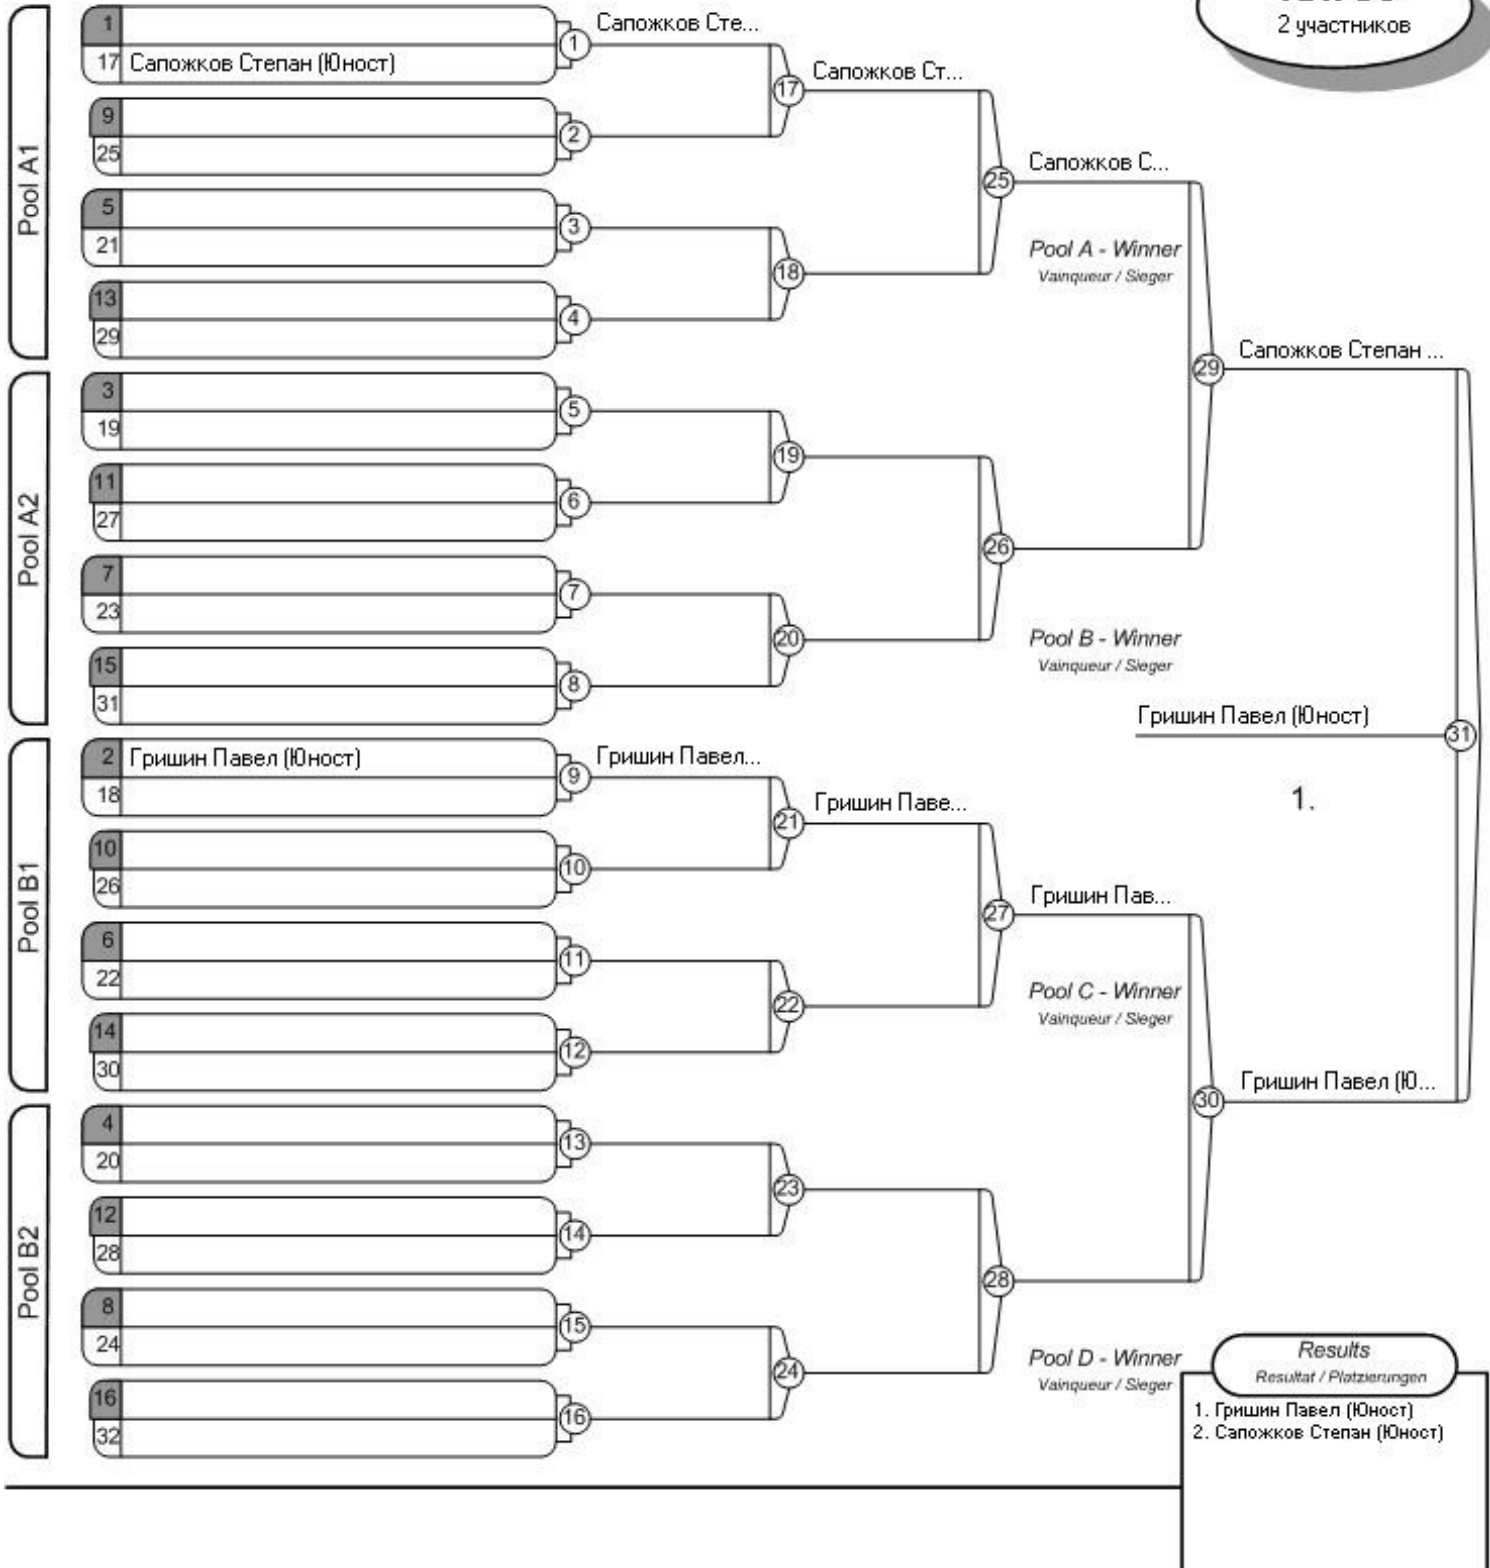 2 участников
Pool A1
1
17 Сапожков Степан (Юност)
1
Сапожков Сте...
9
25
2
17
Сапожков Ст...
5
21
3
13
29
4
18
25
Сапожков С...
Pool A - Winner
Vainqueur / Sieger
Pool A2
3
19
5
11
27
6
19
7
23
7
15
31
8
20
26
Pool B - Winner
Vainqueur / Sieger
29
Сапожков Степан ...
Гришин Павел (Юност)
31
1.
Pool B1
2 Гришин Павел (Юност)
18
9
Гришин Павел...
10
26
10
21
Гришин Паве...
6
22
11
14
30
12
22
27
Гришин Пав...
Pool C - Winner
Vainqueur / Sieger
30
Гришин Павел (Ю...
Pool B2
4
20
13
12
28
14
23
8
24
15
16
32
16
24
28
Pool D - Winner
Vainqueur / Sieger
Results
Resultat / Platzierungen
1. Гришин Павел (Юност)
2. Сапожков Степан (Юност)